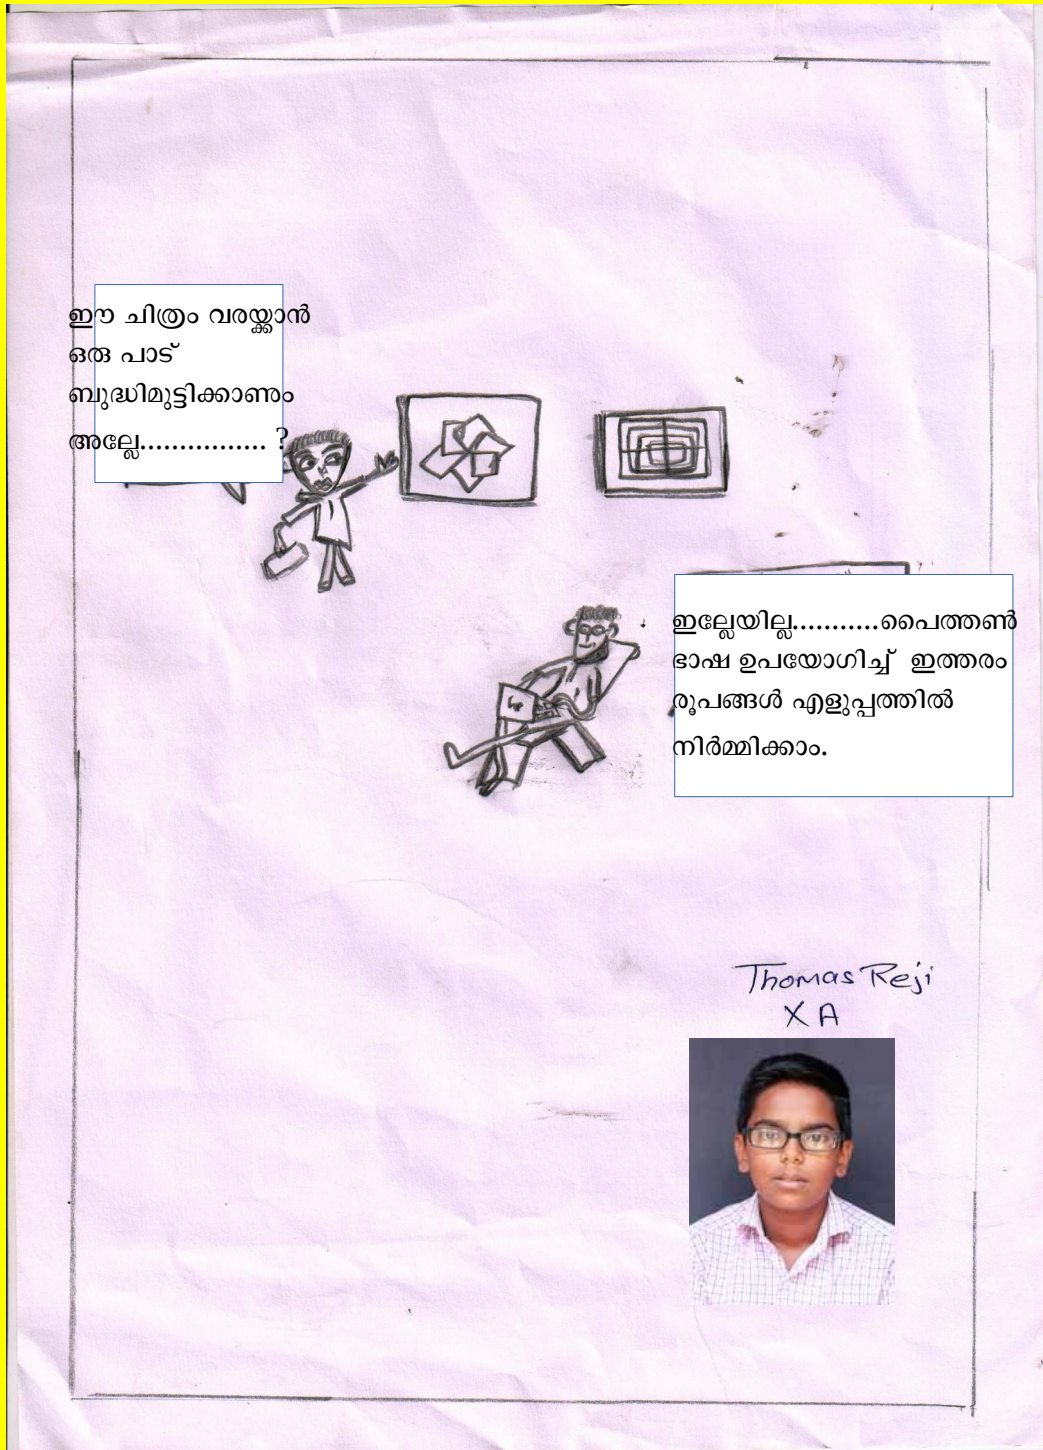 ഈ ചിത്രം വരയ്ക്കാൻ
ഒരു പാട്
ബുദ്ധിമുട്ടിക്കാണും
അല്ലേ................ ?
ഇല്ലേയില്ല...........പൈത്തൺ
ഭാഷ ഉപയോഗിച്ച് ഇത്തരം
രൂപങ്ങൾ എളുപ്പത്തിൽ
നിർമ്മിക്കാം.
Thomas Reji
X A